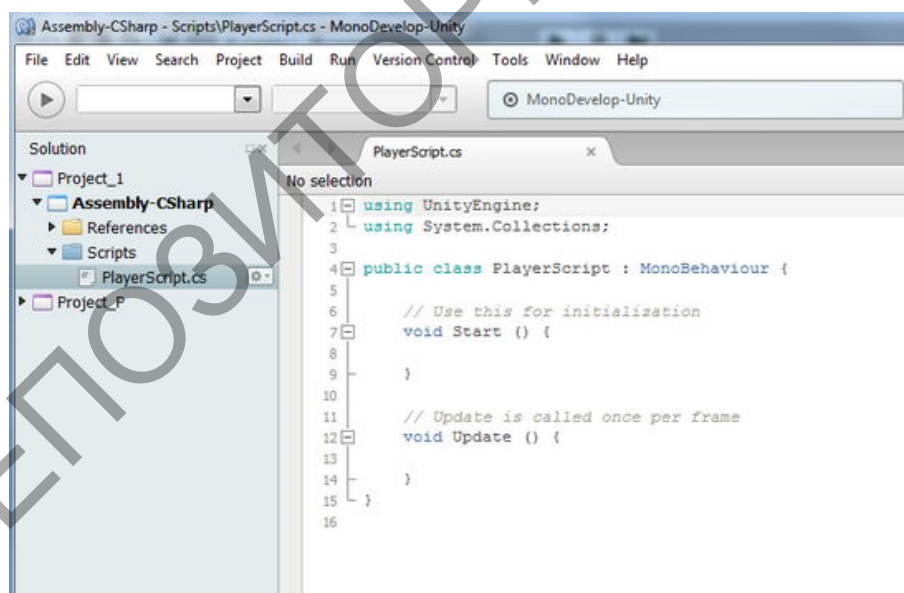 Assembly-CSharp - Scripts\PlayerScript.cs - MonoDevelop-Unity
File Edit View Search Project Build Run Version Control Tools Window Help
MonoDevelop-Unity
Solution
PlayerScript.cs
No selection
Project_1
Assembly-CSharp
References
Scripts
PlayerScript.cs
Project_P
1 using UnityEngine;
2 using System.Collections;
3
4 public class PlayerScript : MonoBehaviour {
5
6 // Use this for initialization
7 void Start () {
8
9 }
10
11 // Update is called once per frame
12 void Update () {
13
14 }
15 }
16
ЕПОЗИТОР